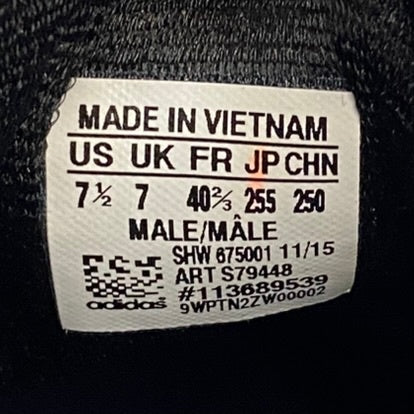 MADE IN VIETNAM
US UK FR JP CHN
7½ 7 40⅔ 255 250
MALE/MÂLE
SHW 675001 11/15
ART S79448
#113689539
adidas 9WPTN2ZW00002